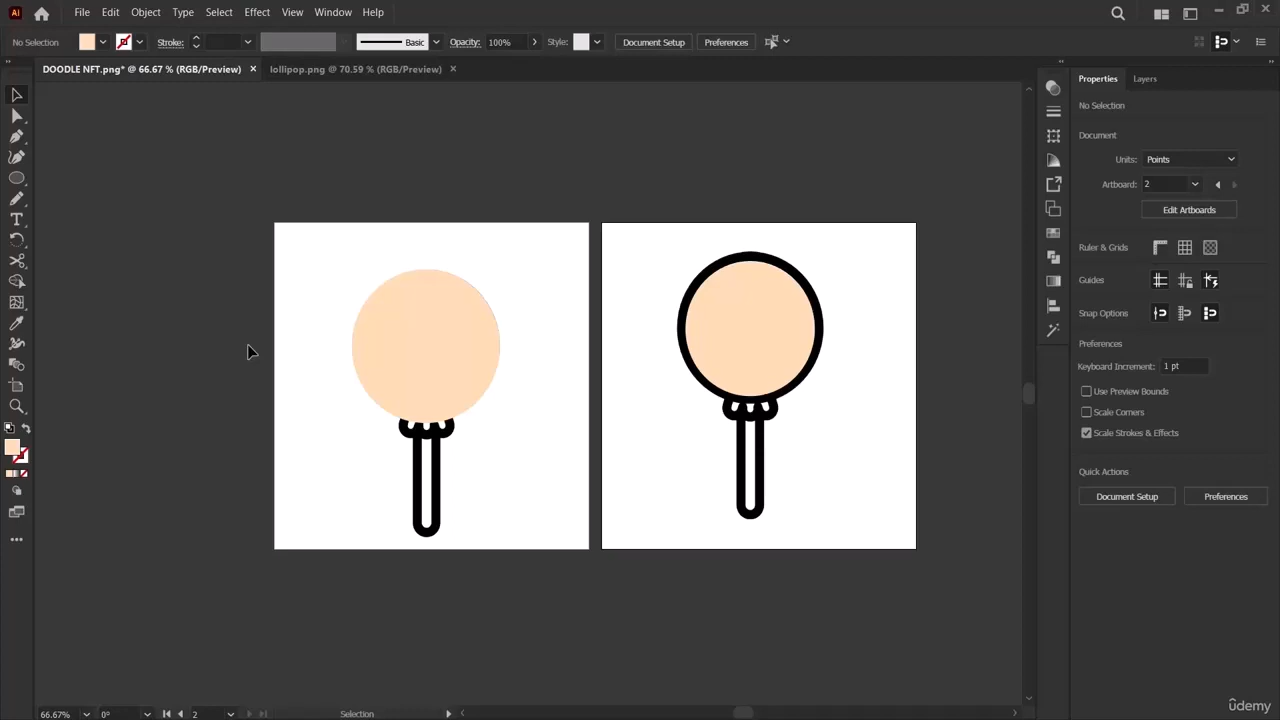 Ai File Edit Object Type Select Effect View Window Help
No Selection Stroke: Basic Opacity: 100% Style: Document Setup Preferences
DOODLE NFT.png* @ 66.67 % (RGB/Preview) lollipop.png @ 70.59 % (RGB/Preview)
Properties Layers
No Selection
Document
Units: Points
Artboard: 2
Edit Artboards
Ruler & Grids
Guides
Snap Options
Preferences
Keyboard Increment: 1 pt
Use Preview Bounds
Scale Corners
Scale Strokes & Effects
Quick Actions
Document Setup Preferences
T
66.67% 0° 2 Selection
udemy